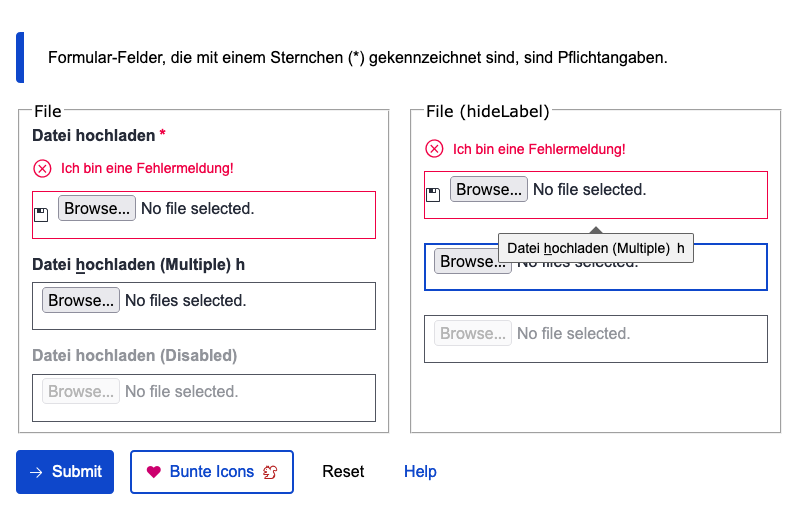 Formular-Felder, die mit einem Sternchen (*) gekennzeichnet sind, sind Pflichtangaben.
File
Datei hochladen *
Ich bin eine Fehlermeldung!
Browse... No file selected.
Datei hochladen (Multiple) h
Browse... No files selected.
Datei hochladen (Disabled)
Browse... No file selected.
File (hideLabel)
Ich bin eine Fehlermeldung!
Browse... No file selected.
Datei hochladen (Multiple) h
Browse... No files selected.
Browse... No file selected.
Submit
Bunte Icons
Reset
Help